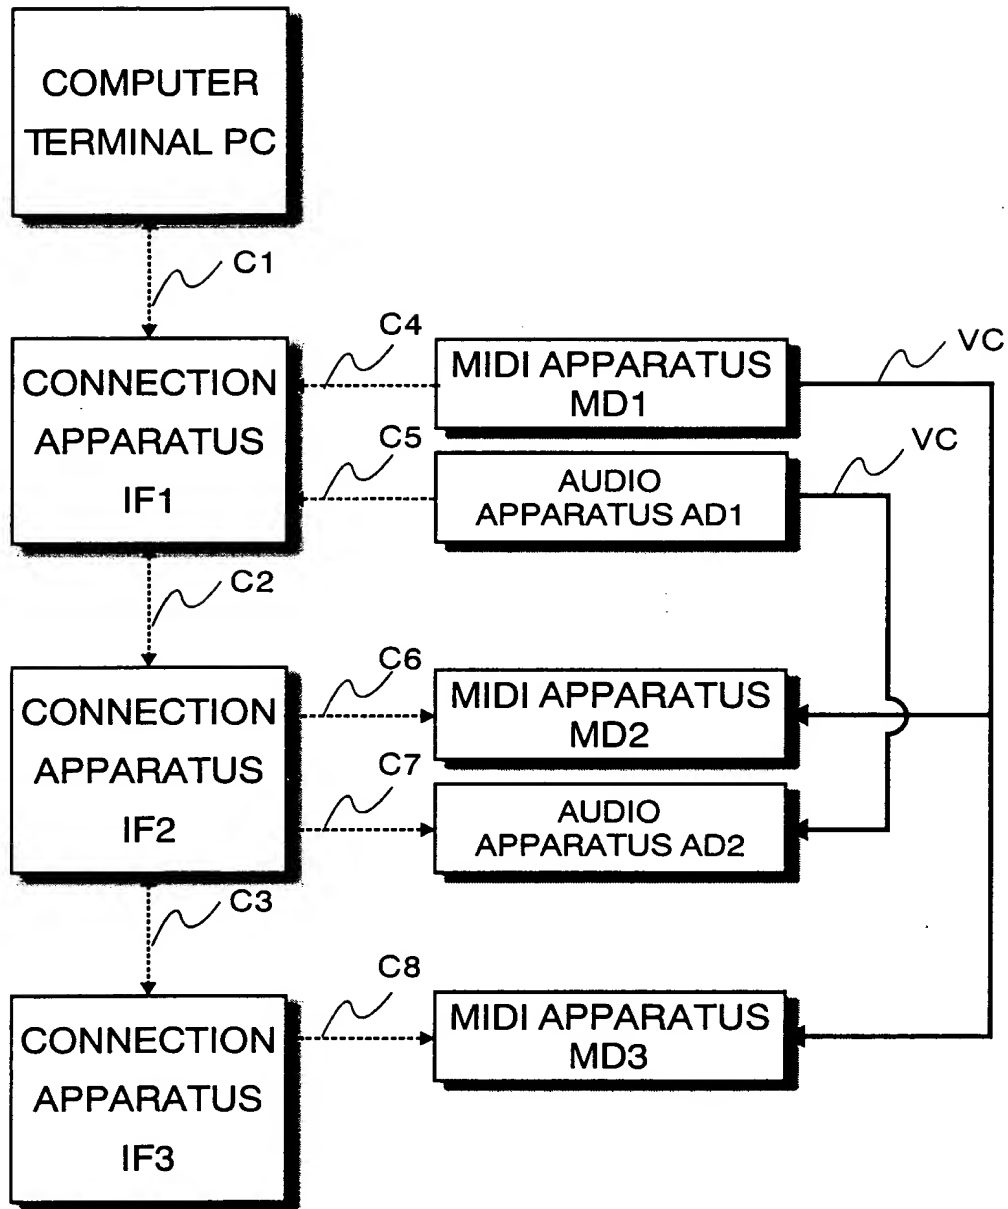 COMPUTER
TERMINAL PC
C1
C4
VC
CONNECTION
APPARATUS
IF1
MIDI APPARATUS
MD1
C5
VC
AUDIO
APPARATUS AD1
C2
C6
CONNECTION
APPARATUS
IF2
MIDI APPARATUS
MD2
C7
AUDIO
APPARATUS AD2
C3
C8
CONNECTION
APPARATUS
IF3
MIDI APPARATUS
MD3